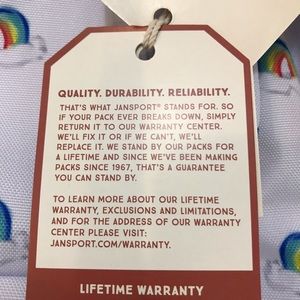 QUALITY. DURABILITY. RELIABILITY.
THAT'S WHAT JANSPORT® STANDS FOR. SO
IF YOUR PACK EVER BREAKS DOWN, SIMPLY
RETURN IT TO OUR WARRANTY CENTER.
WE'LL FIX IT OR IF WE CAN'T, WE'LL
REPLACE IT. WE STAND BY OUR PACKS FOR
A LIFETIME AND SINCE WE'VE BEEN MAKING
PACKS SINCE 1967, THAT'S A GUARANTEE
YOU CAN STAND BY.
TO LEARN MORE ABOUT OUR LIFETIME
WARRANTY, EXCLUSIONS AND LIMITATIONS,
AND FOR THE ADDRESS OF OUR WARRANTY
CENTER PLEASE VISIT:
JANSPORT.COM/WARRANTY.
LIFETIME WARRANTY